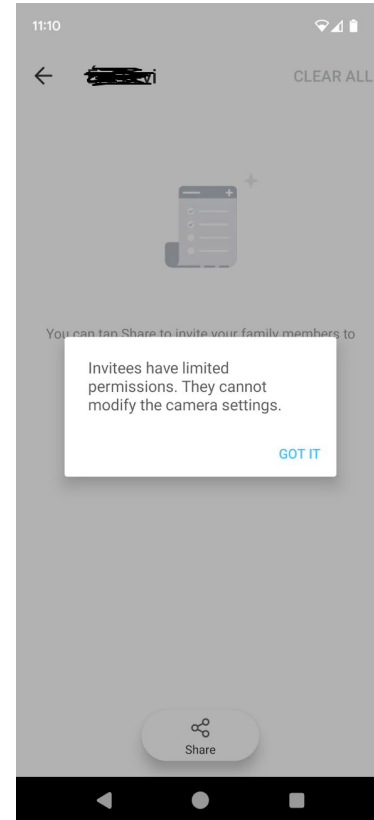 11:10
CLEAR ALL
You can tap Share to invite your family members to
Invitees have limited
permissions. They cannot
modify the camera settings.
GOT IT
Share